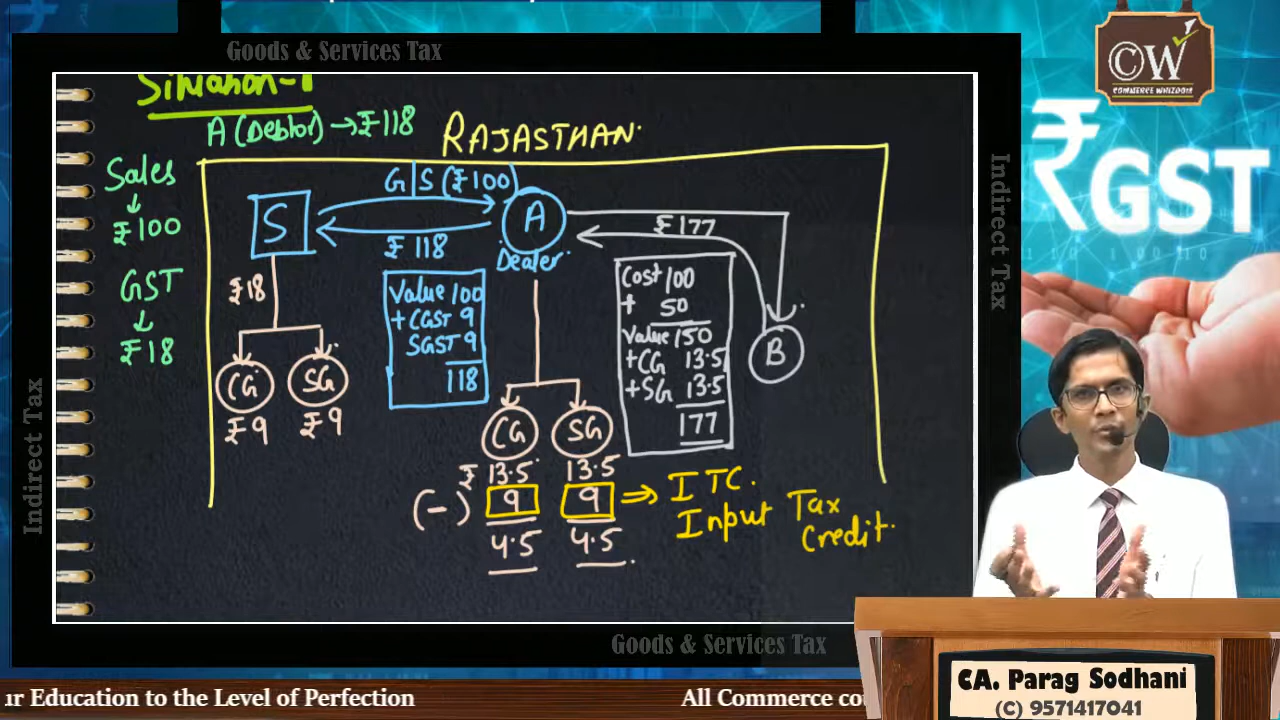 Goods & Services Tax
©W
COMMERCE WHIZDOM
Situation-1
A (Debtor) → ₹118
RAJASTHAN.
Sales
↓
₹100
GST
↓
₹18
S
G|S (₹100)
₹118
A
Dealer.
₹177
B
₹18
CG
₹9
SG
₹9
Value 100
+CGST 9
SGST 9
118
Cost 100
+ 50
Value 150
+CG 13.5
+SG 13.5
177
CG
SG
₹ 13.5
13.5
(-) 9
9 ⇒ ITC.
Input Tax
Credit.
4.5
4.5
Indirect Tax
Indirect Tax
₹GST
Goods & Services Tax
CA. Parag Sodhani
(C) 9571417041
ur Education to the Level of Perfection
All Commerce co